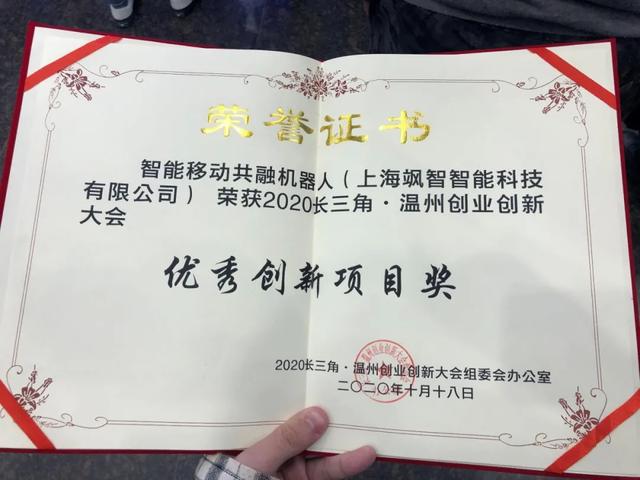 荣誉证书
智能移动共融机器人（上海飒智智能科技
有限公司） 荣获2020长三角·温州创业创新
大会
优秀创新项目奖
2020长三角·温州创业创新大会组委会办公室
二〇二〇年十月十八日